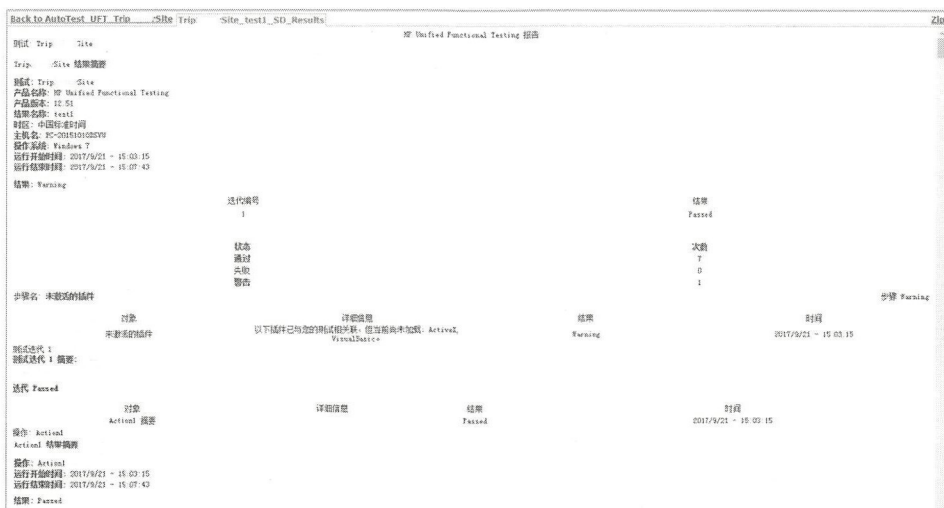 Back to AutoTest_UFT_Trip :Site Trip :Site_test1_SD_Results Zip
HP Unified Functional Testing 报告
测试: Trip Site
Trip :Site 结果摘要
测试: Trip :Site
产品名称: HP Unified Functional Testing
产品版本: 12.51
结果名称: test1
时区: 中国标准时间
主机名: PC-20151010DSVW
操作系统: Windows 7
运行开始时间: 2017/9/21 - 15:03:15
运行结束时间: 2017/9/21 - 15:07:43
结果: Warning
迭代编号 结果
1 Passed
状态 次数
通过 7
失败 0
警告 1
步骤名: 未激活的插件 步骤 Warning
对象 详细信息 结果 时间
未激活的插件 以下插件已与您的测试相关联，但当前尚未加载: ActiveX, VisualBasic。 Warning 2017/9/21 - 15:03:15
测试迭代 1
测试迭代 1 摘要:
迭代 Passed
对象 详细信息 结果 时间
Action1 摘要 Passed 2017/9/21 - 15:03:15
操作: Action1
Action1 结果摘要
操作: Action1
运行开始时间: 2017/9/21 - 15:03:15
运行结束时间: 2017/9/21 - 15:07:43
结果: Passed